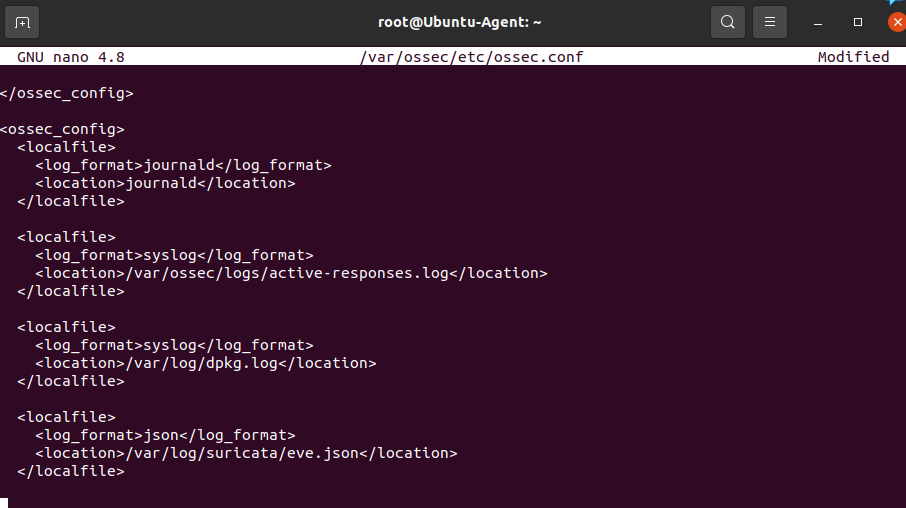 root@Ubuntu-Agent: ~
GNU nano 4.8 /var/ossec/etc/ossec.conf Modified
</ossec_config>
<ossec_config>
  <localfile>
    <log_format>journald</log_format>
    <location>journald</location>
  </localfile>
  <localfile>
    <log_format>syslog</log_format>
    <location>/var/ossec/logs/active-responses.log</location>
  </localfile>
  <localfile>
    <log_format>syslog</log_format>
    <location>/var/log/dpkg.log</location>
  </localfile>
  <localfile>
    <log_format>json</log_format>
    <location>/var/log/suricata/eve.json</location>
  </localfile>